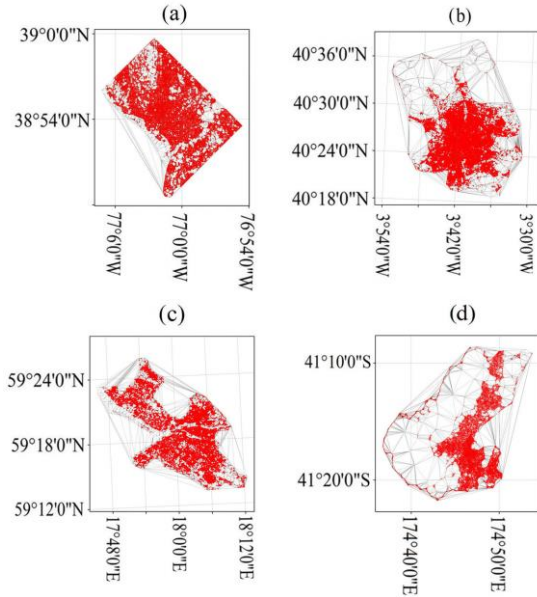 (a)
39°0'0"N
38°54'0"N
77°6'0"W
77°0'0"W
76°54'0"W
(b)
40°36'0"N
40°30'0"N
40°24'0"N
40°18'0"N
3°54'0"W
3°42'0"W
3°30'0"W
(c)
59°24'0"N
59°18'0"N
59°12'0"N
17°48'0"E
18°0'0"E
18°12'0"E
(d)
41°10'0"S
41°20'0"S
174°40'0"E
174°50'0"E